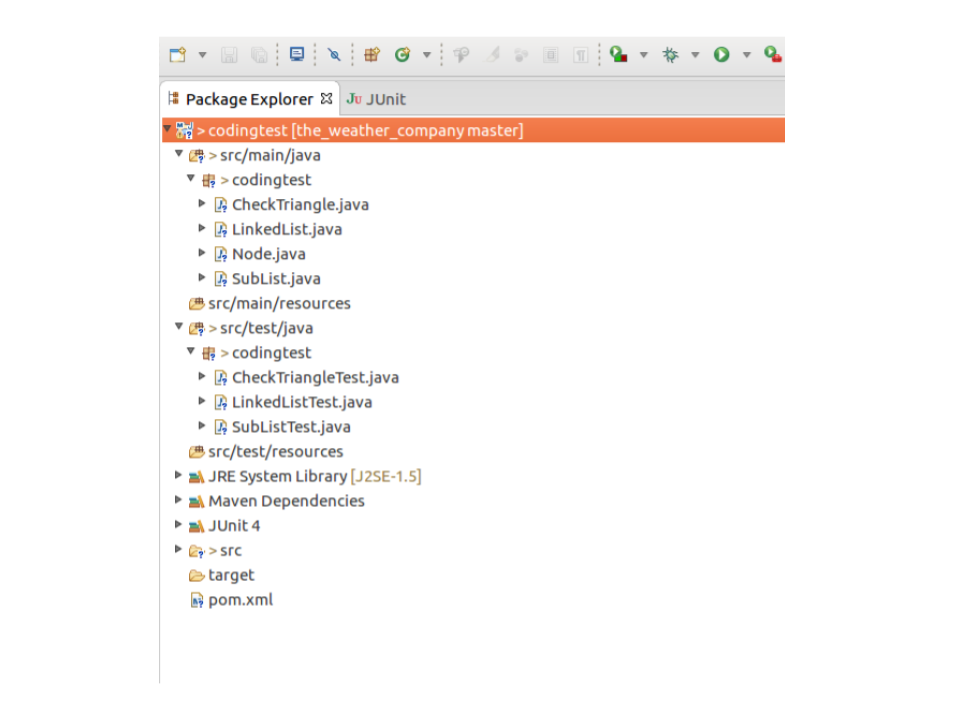 Package Explorer JUnit
> codingtest [the_weather_company master]
> src/main/java
> codingtest
CheckTriangle.java
LinkedList.java
Node.java
SubList.java
src/main/resources
> src/test/java
> codingtest
CheckTriangleTest.java
LinkedListTest.java
SubListTest.java
src/test/resources
JRE System Library [J2SE-1.5]
Maven Dependencies
JUnit 4
> src
target
pom.xml